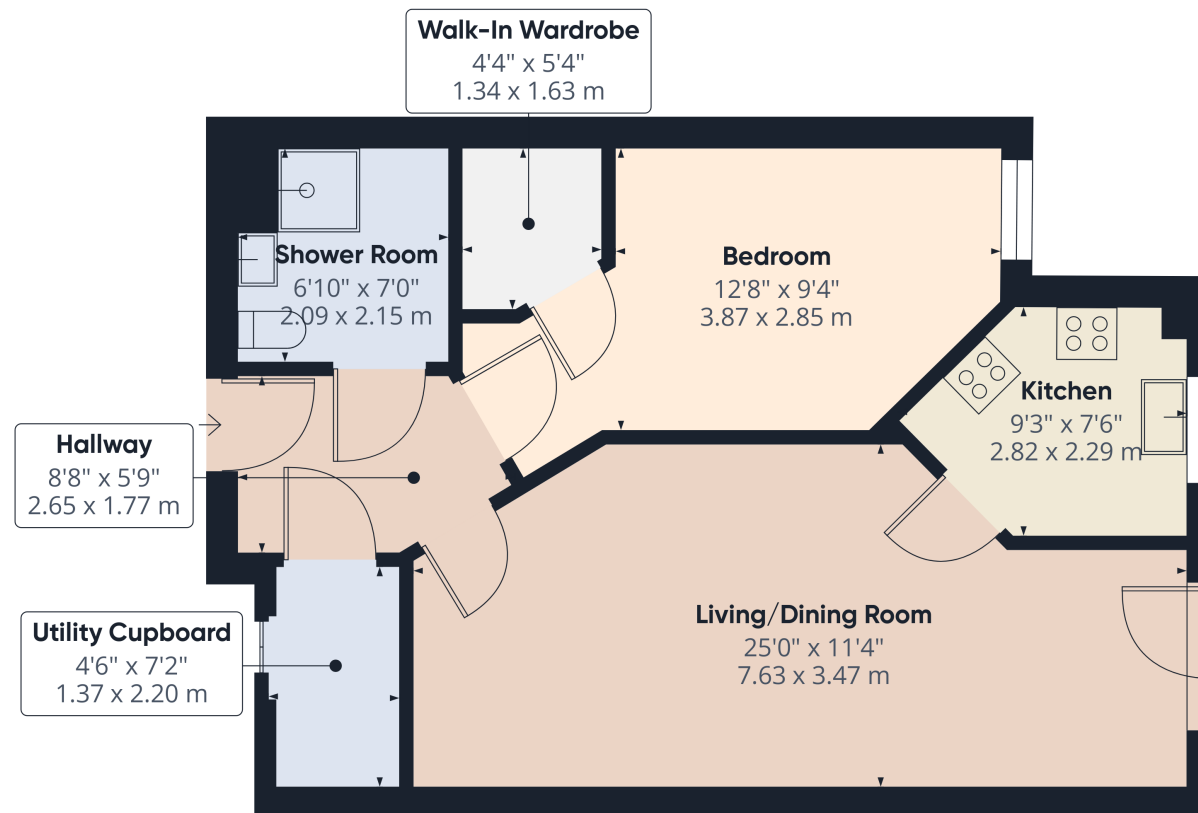 Walk-In Wardrobe
4'4" x 5'4"
1.34 x 1.63 m
Shower Room
6'10" x 7'0"
2.09 x 2.15 m
Bedroom
12'8" x 9'4"
3.87 x 2.85 m
Kitchen
9'3" x 7'6"
2.82 x 2.29 m
Hallway
8'8" x 5'9"
2.65 x 1.77 m
Living/Dining Room
25'0" x 11'4"
7.63 x 3.47 m
Utility Cupboard
4'6" x 7'2"
1.37 x 2.20 m